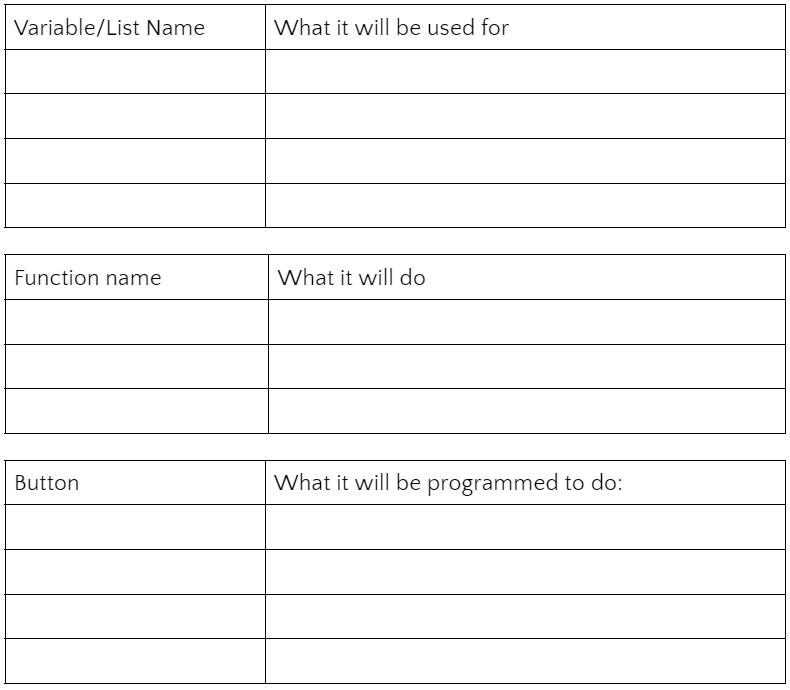 Variable/List Name
What it will be used for
Function name
What it will do
Button
What it will be programmed to do: